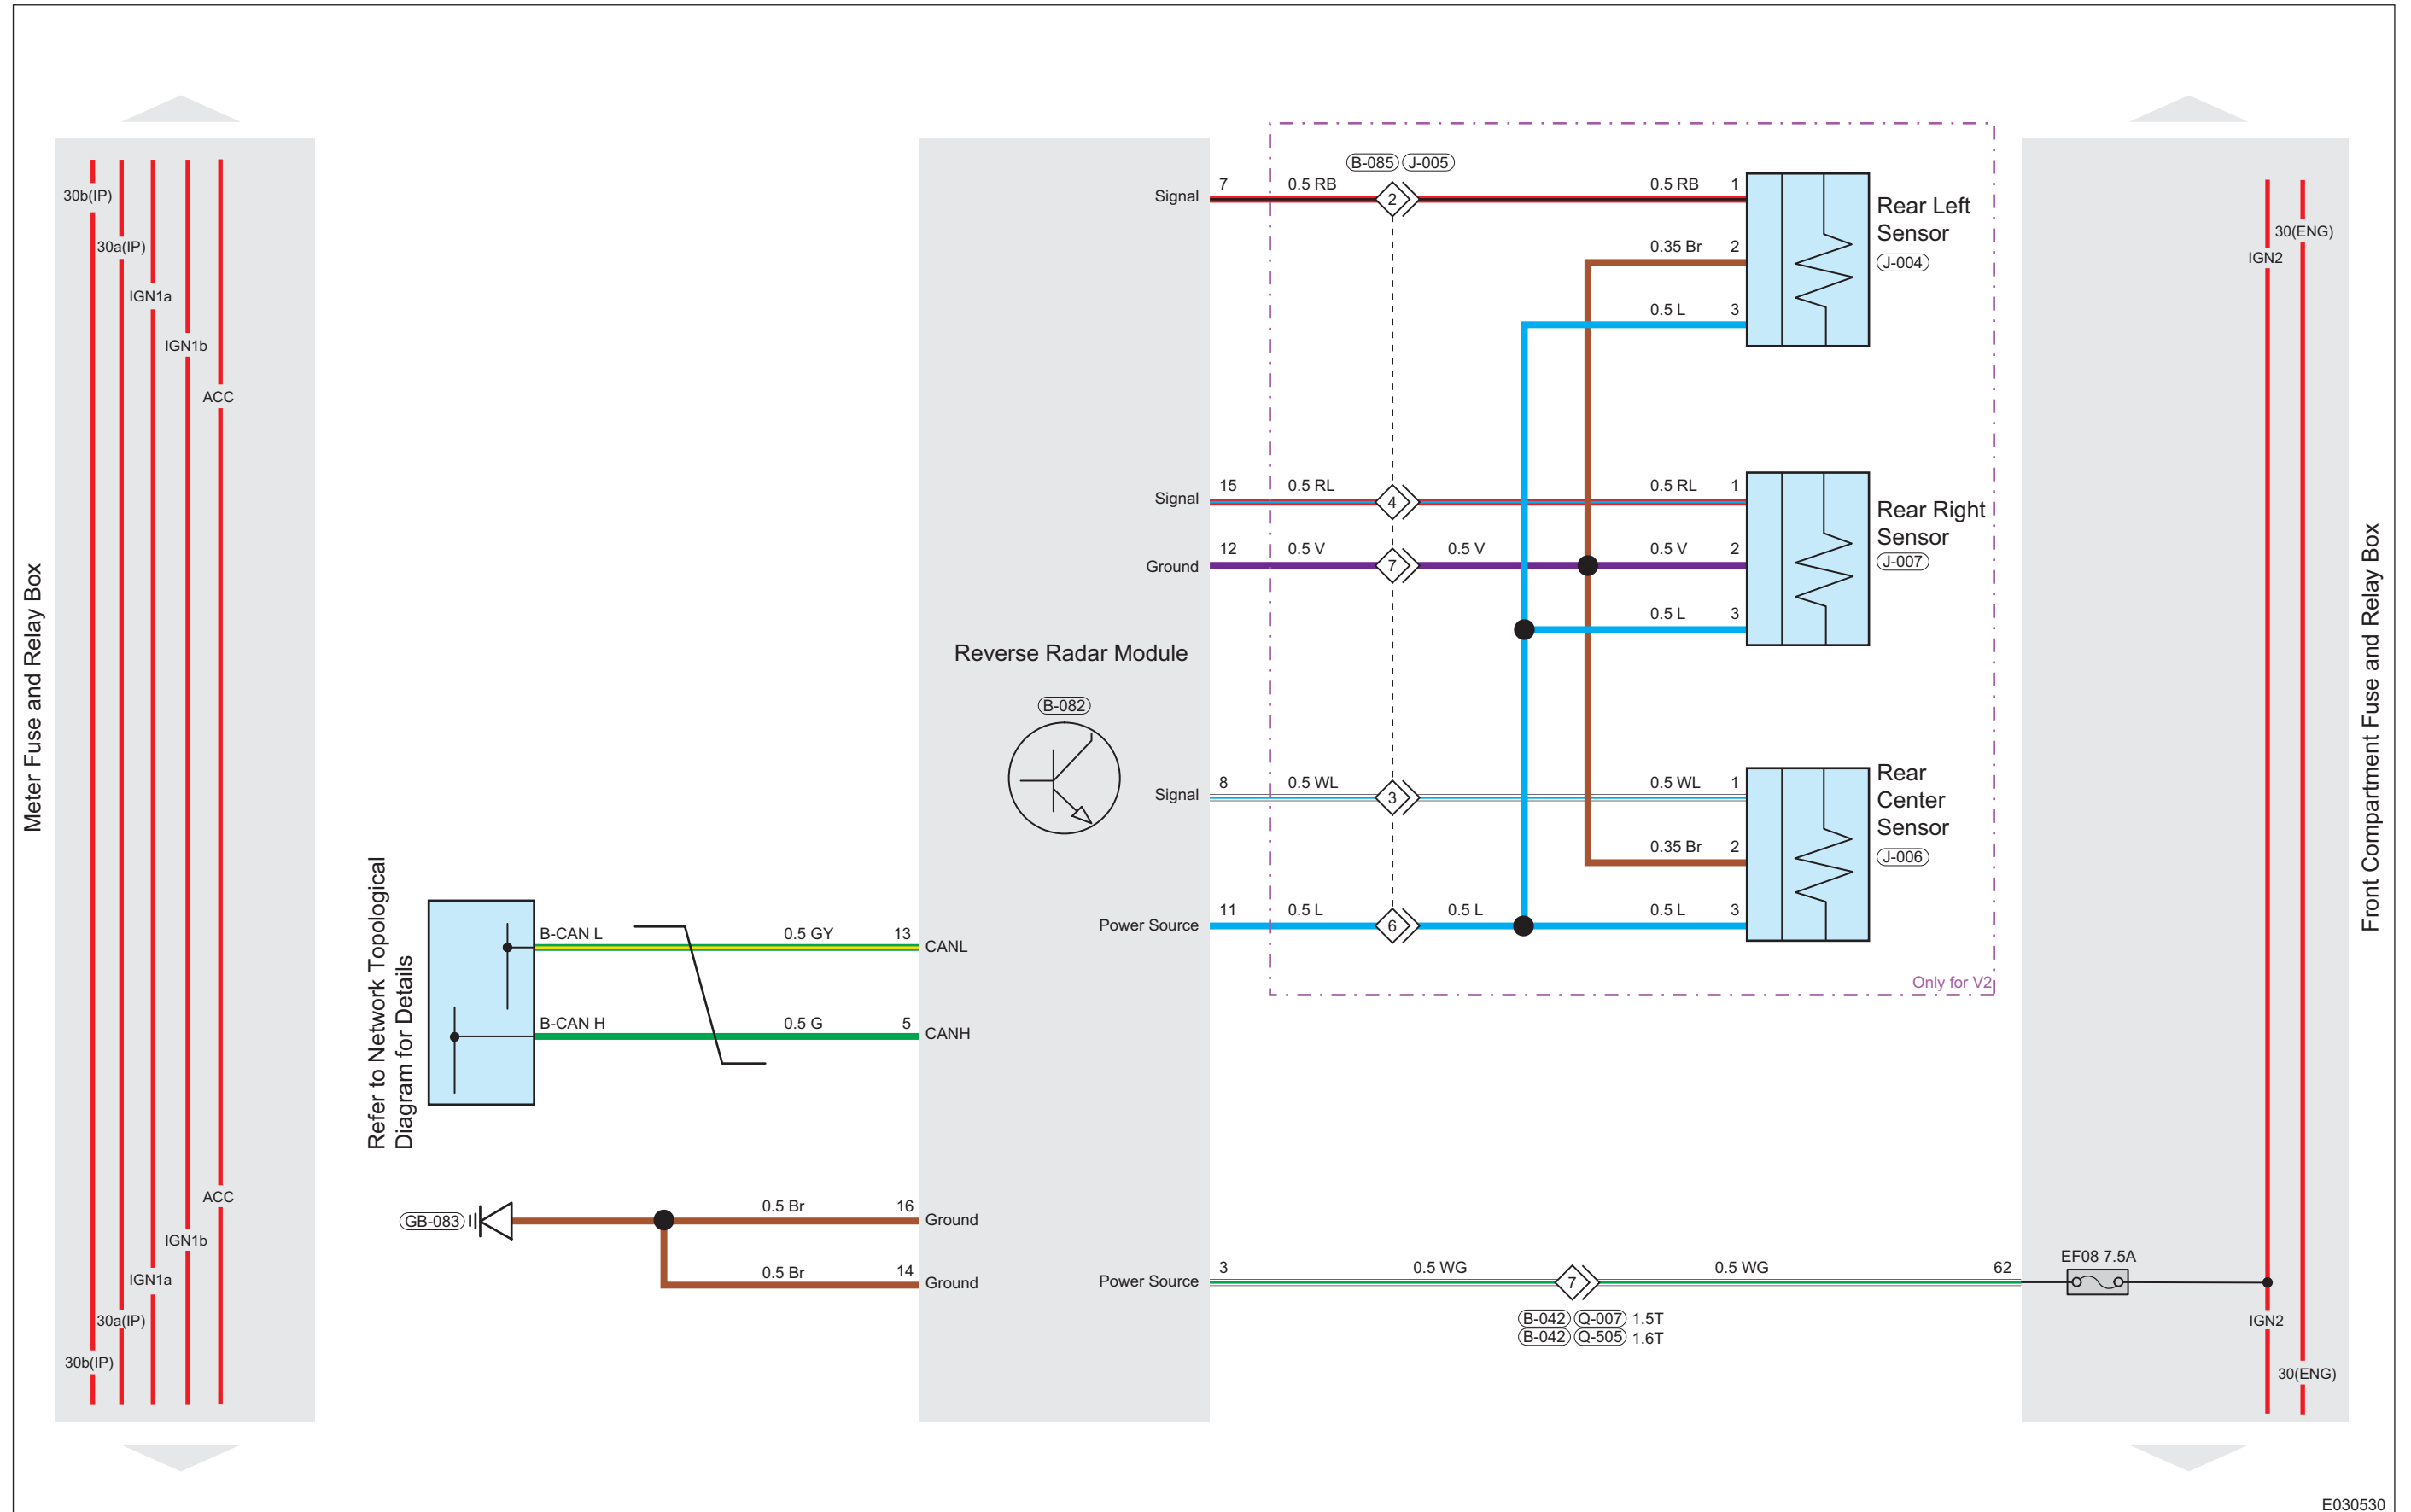 Meter Fuse and Relay Box
30b(IP)
30a(IP)
IGN1a
IGN1b
ACC
ACC
IGN1b
IGN1a
30a(IP)
30b(IP)
Refer to Network Topological
Diagram for Details
B-CAN L 0.5 GY 13 CANL
B-CAN H 0.5 G 5 CANH
GB-083 0.5 Br 16 Ground
0.5 Br 14 Ground
Reverse Radar Module
B-082
B-085 J-005
Signal 7 0.5 RB 2 0.5 RB 1
0.35 Br 2
0.5 L 3
Rear Left
Sensor
J-004
Signal 15 0.5 RL 4 0.5 RL 1
Ground 12 0.5 V 7 0.5 V 0.5 V 2
0.5 L 3
Rear Right
Sensor
J-007
Signal 8 0.5 WL 3 0.5 WL 1
0.35 Br 2
Power Source 11 0.5 L 6 0.5 L 0.5 L 3
Rear
Center
Sensor
J-006
Only for V2
Power Source 3 0.5 WG 7 0.5 WG 62 EF08 7.5A
B-042 Q-007 1.5T
B-042 Q-505 1.6T
30(ENG)
IGN2
IGN2
30(ENG)
Front Compartment Fuse and Relay Box
E030530